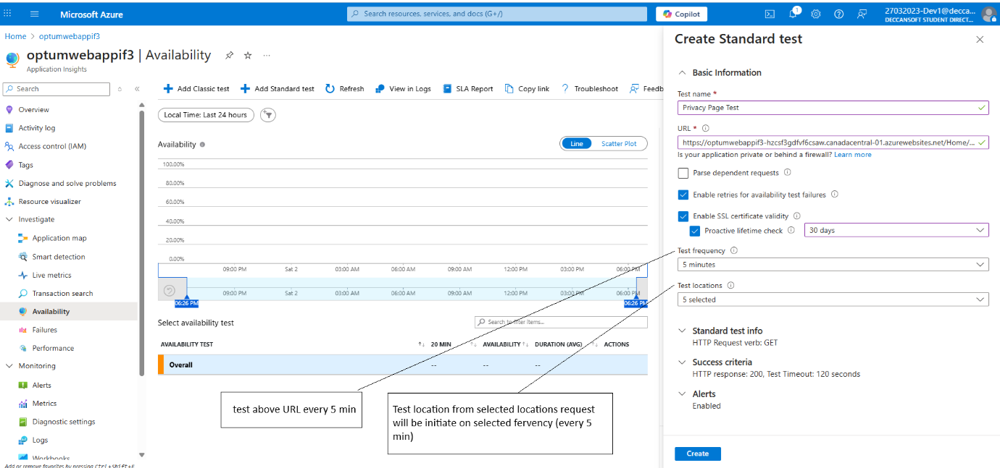 Microsoft Azure
Search resources, services, and docs (G+/)
Copilot
1
27032023-Dev1@decca...
DECCANSOFT STUDENT DIRECT...
Home > optumwebappif3
optumwebappif3 | Availability
...
Application Insights
Search
Overview
Activity log
Access control (IAM)
Tags
Diagnose and solve problems
Resource visualizer
Investigate
Application map
Smart detection
Live metrics
Transaction search
Availability
Failures
Performance
Monitoring
Alerts
Metrics
Diagnostic settings
Logs
Workbooks
Add or remove favorites by pressing Ctrl+Shift+F
Add Classic test
Add Standard test
Refresh
View in Logs
SLA Report
Copy link
Troubleshoot
Feedb
Local Time: Last 24 hours
Availability
Line
Scatter Plot
100.00%
80.00%
60.00%
40.00%
20.00%
0.00%
09:00 PM Sat 2 03:00 AM 06:00 AM 09:00 AM 12:00 PM 03:00 PM 06:00 PM
09:00 PM Sat 2 03:00 AM 06:00 AM 09:00 AM 12:00 PM 03:00 PM 06:00 PM
06:26 PM 06:26 PM
Select availability test
Search to filter items...
AVAILABILITY TEST 20 MIN AVAILABILITY DURATION (AVG) ACTIONS
Overall -- -- --
test above URL every 5 min
Test location from selected locations request
will be initiate on selected fervency (every 5
min)
Create Standard test
Basic Information
Test name *
Privacy Page Test
URL *
https://optumwebappif3-hzcsf3gdfvf6csaw.canadacentral-01.azurewebsites.net/Home/...
Is your application private or behind a firewall? Learn more
Parse dependent requests
Enable retries for availability test failures
Enable SSL certificate validity
Proactive lifetime check
30 days
Test frequency
5 minutes
Test locations
5 selected
Standard test info
HTTP Request verb: GET
Success criteria
HTTP response: 200, Test Timeout: 120 seconds
Alerts
Enabled
Create